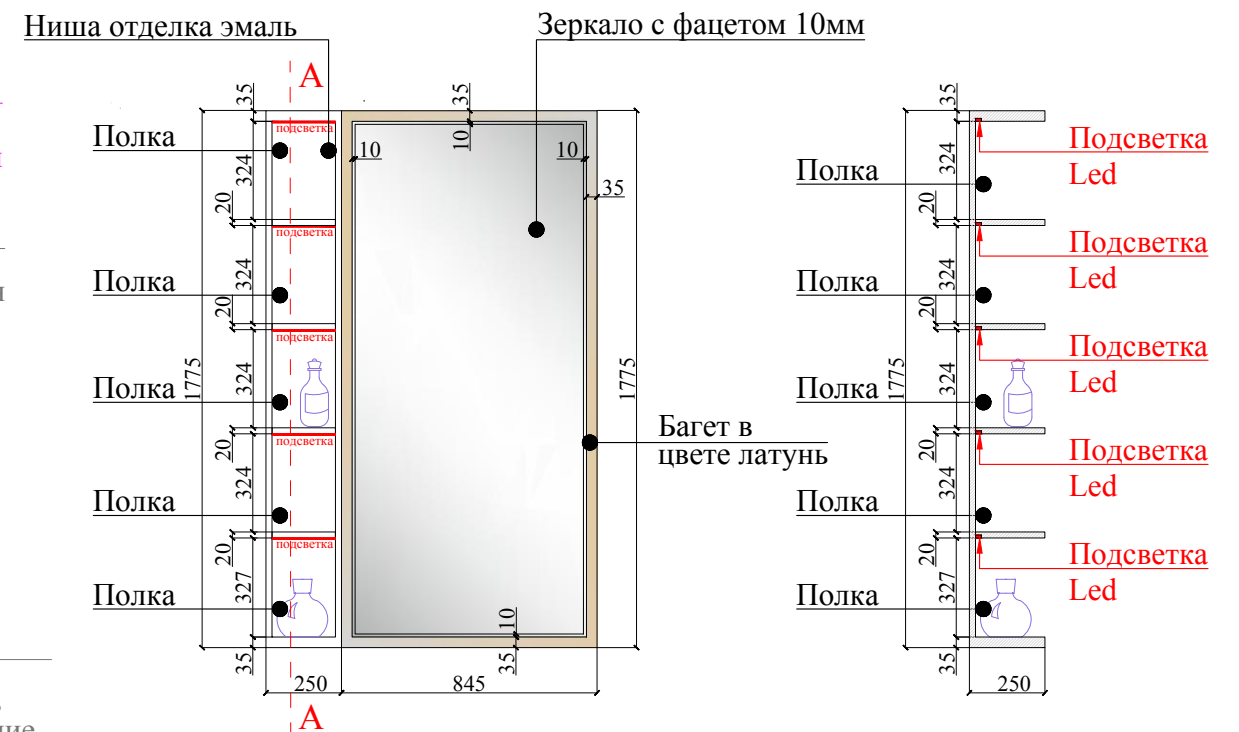 Ниша отделка эмаль
Зеркало с фацетом 10мм
А
35
35
35
Полка
подсветка
10
10
10
324
35
20
Полка
подсветка
324
20
Полка
подсветка
324
1775
1775
20
Полка
подсветка
324
20
Полка
подсветка
327
10
35
35
250
845
А
Багет в
цвете латунь
Подсветка
Led
Полка
324
20
Подсветка
Led
Полка
324
20
Подсветка
Led
Полка
324
1775
20
Подсветка
Led
Полка
324
20
Подсветка
Led
Полка
327
35
250